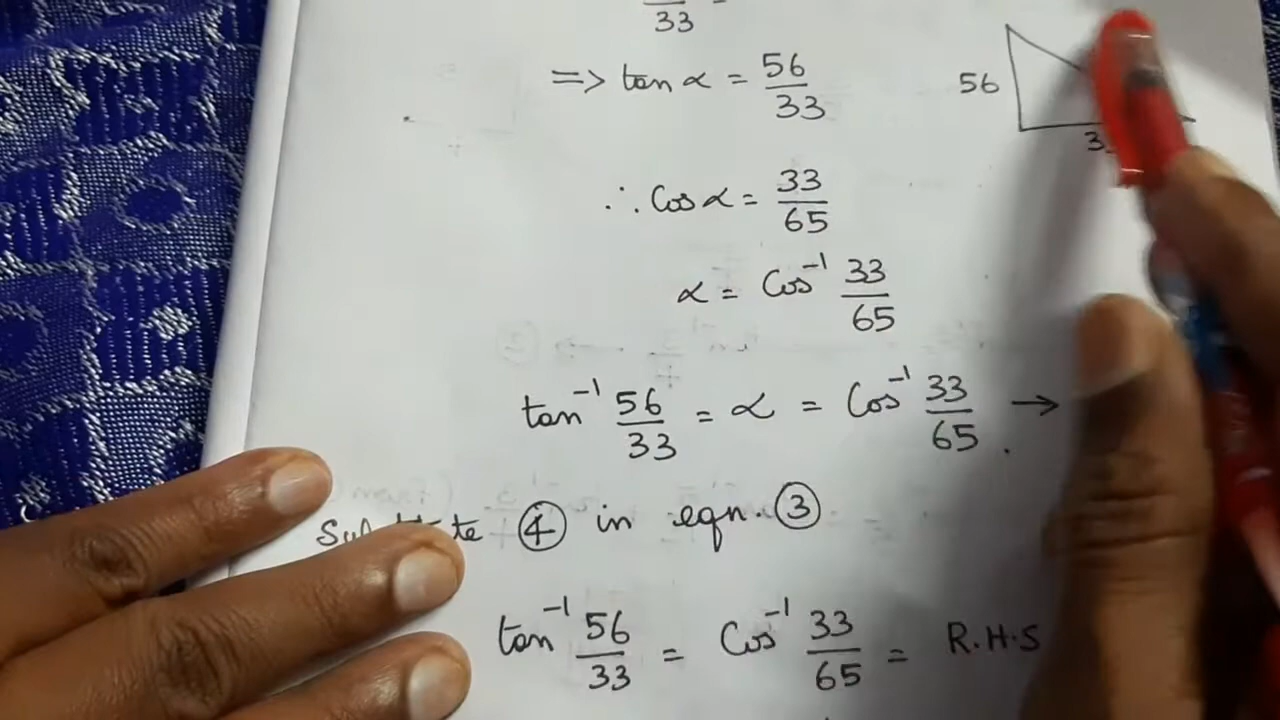 33
=> tan α = 56/33
56
∴ Cos α = 33/65
α = Cos⁻¹ 33/65
tan⁻¹ 56/33 = α = Cos⁻¹ 33/65 →
④ in eqn. ③
tan⁻¹ 56/33 = Cos⁻¹ 33/65 = R.H.S